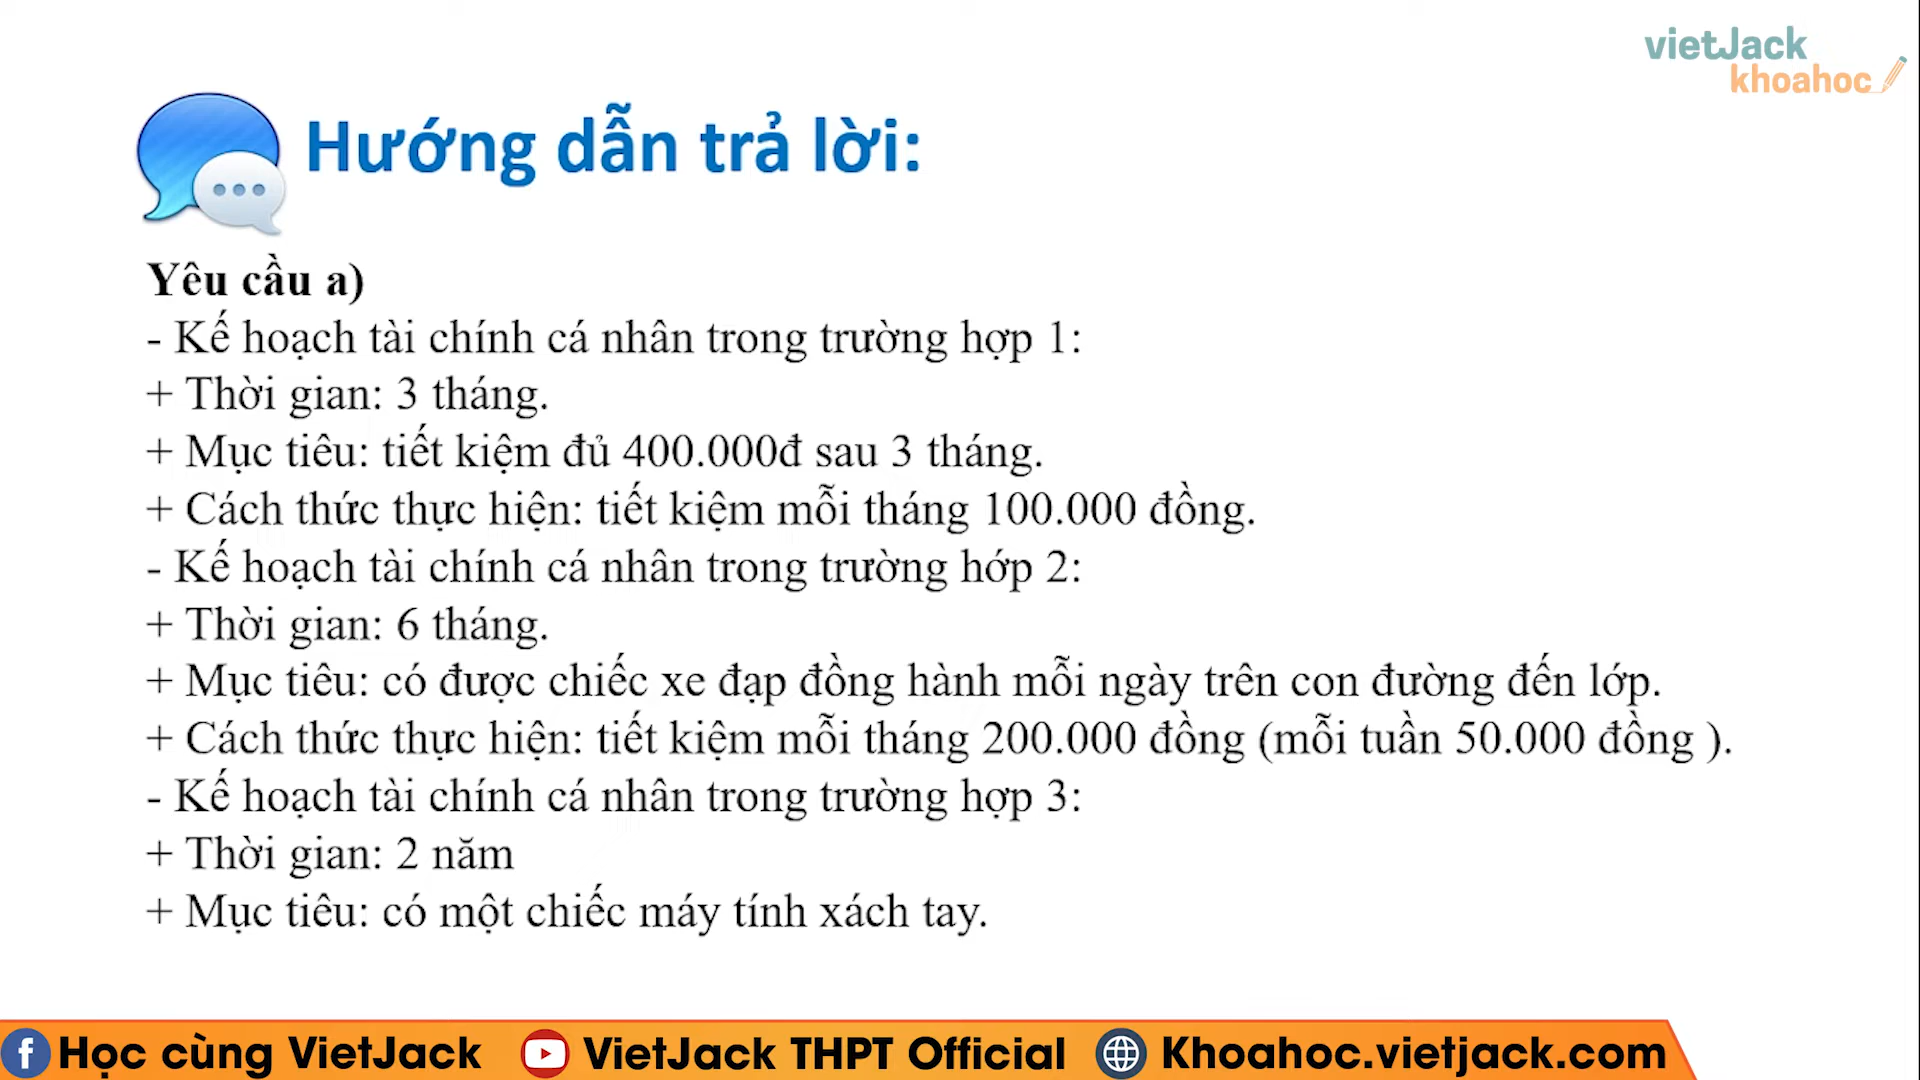 vietJack
khoahoc
Hướng dẫn trả lời:
Yêu cầu a)
- Kế hoạch tài chính cá nhân trong trường hợp 1:
+ Thời gian: 3 tháng.
+ Mục tiêu: tiết kiệm đủ 400.000đ sau 3 tháng.
+ Cách thức thực hiện: tiết kiệm mỗi tháng 100.000 đồng.
- Kế hoạch tài chính cá nhân trong trường hớp 2:
+ Thời gian: 6 tháng.
+ Mục tiêu: có được chiếc xe đạp đồng hành mỗi ngày trên con đường đến lớp.
+ Cách thức thực hiện: tiết kiệm mỗi tháng 200.000 đồng (mỗi tuần 50.000 đồng ).
- Kế hoạch tài chính cá nhân trong trường hợp 3:
+ Thời gian: 2 năm
+ Mục tiêu: có một chiếc máy tính xách tay.
Học cùng VietJack VietJack THPT Official Khoahoc.vietjack.com